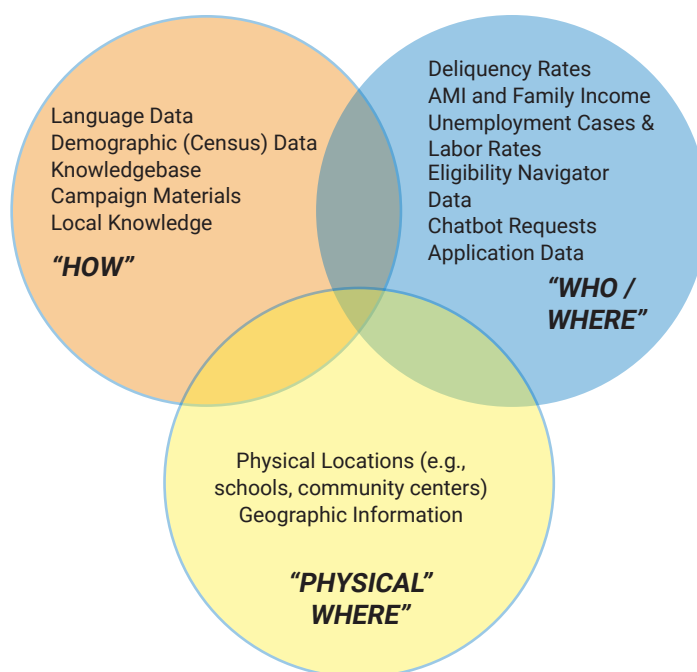 Language Data
Demographic (Census) Data
Knowledgebase
Campaign Materials
Local Knowledge
“HOW”
Deliquency Rates
AMI and Family Income
Unemployment Cases &
Labor Rates
Eligibility Navigator
Data
Chatbot Requests
Application Data
“WHO /
WHERE”
Physical Locations (e.g.,
schools, community centers)
Geographic Information
“PHYSICAL”
WHERE”